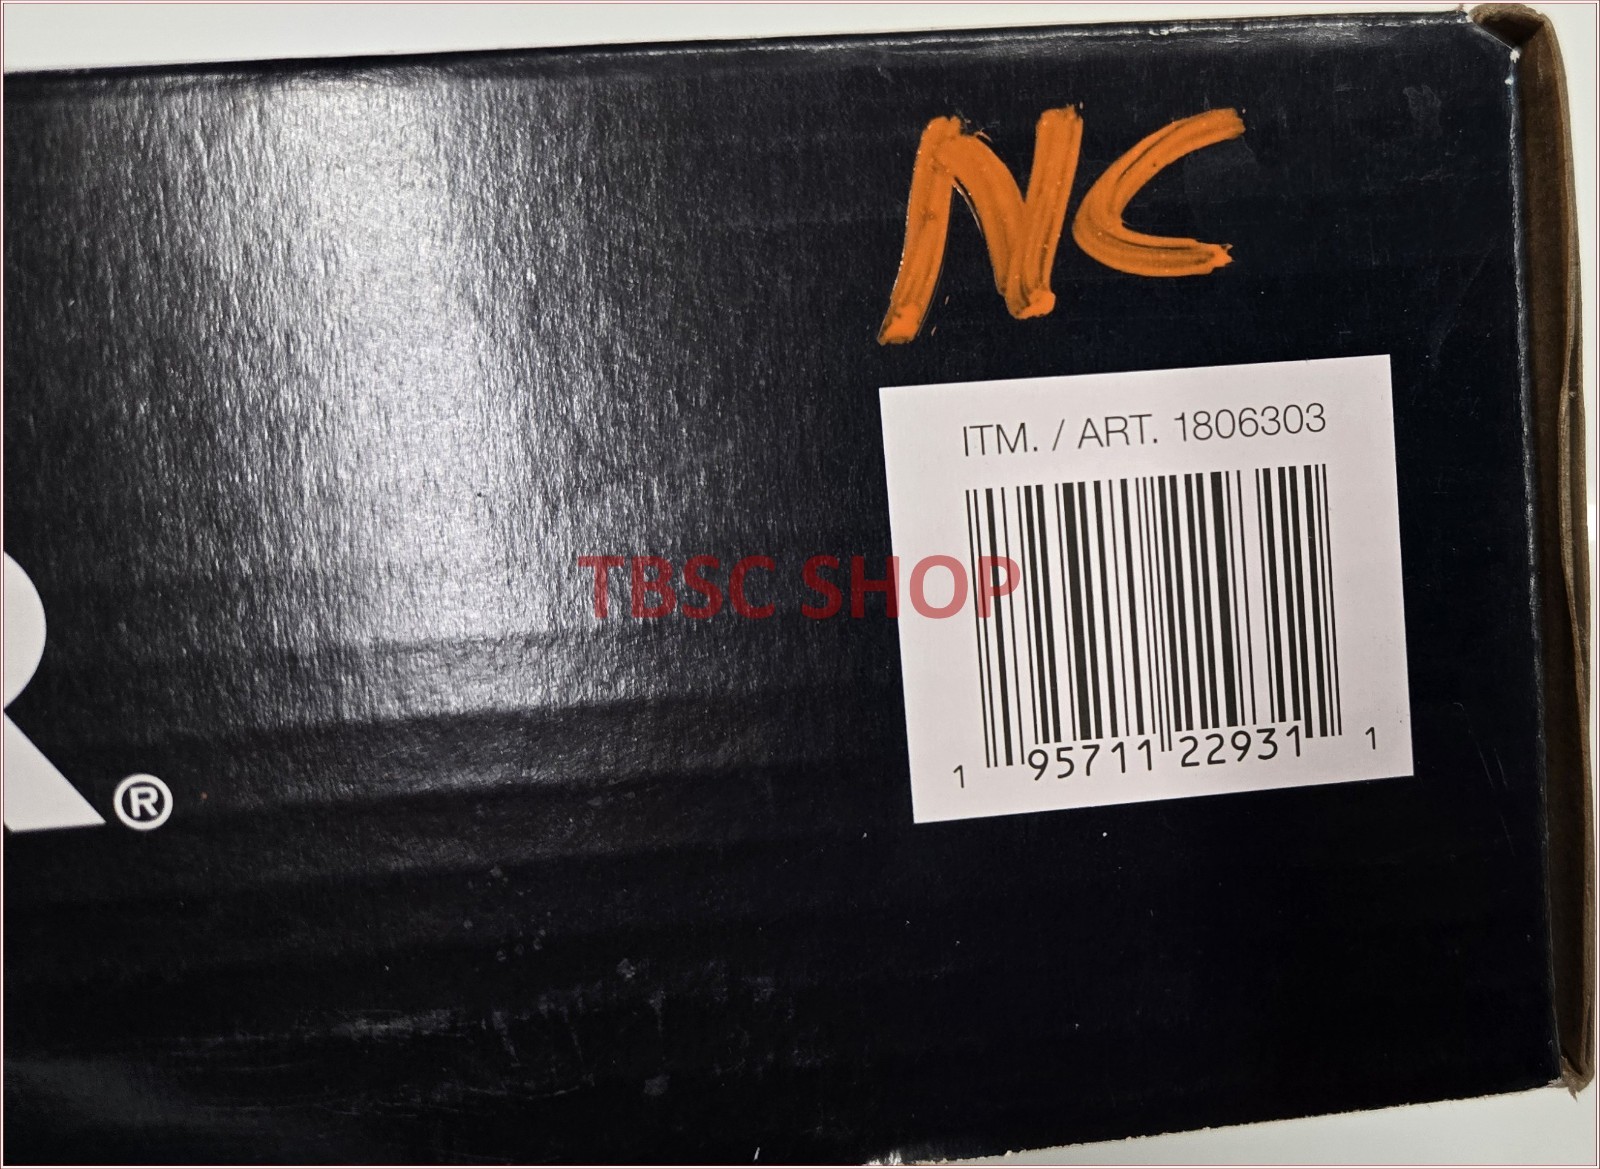 NC
ITM. / ART. 1806303
TBSC SHOP
1 95711 22931 1
R®